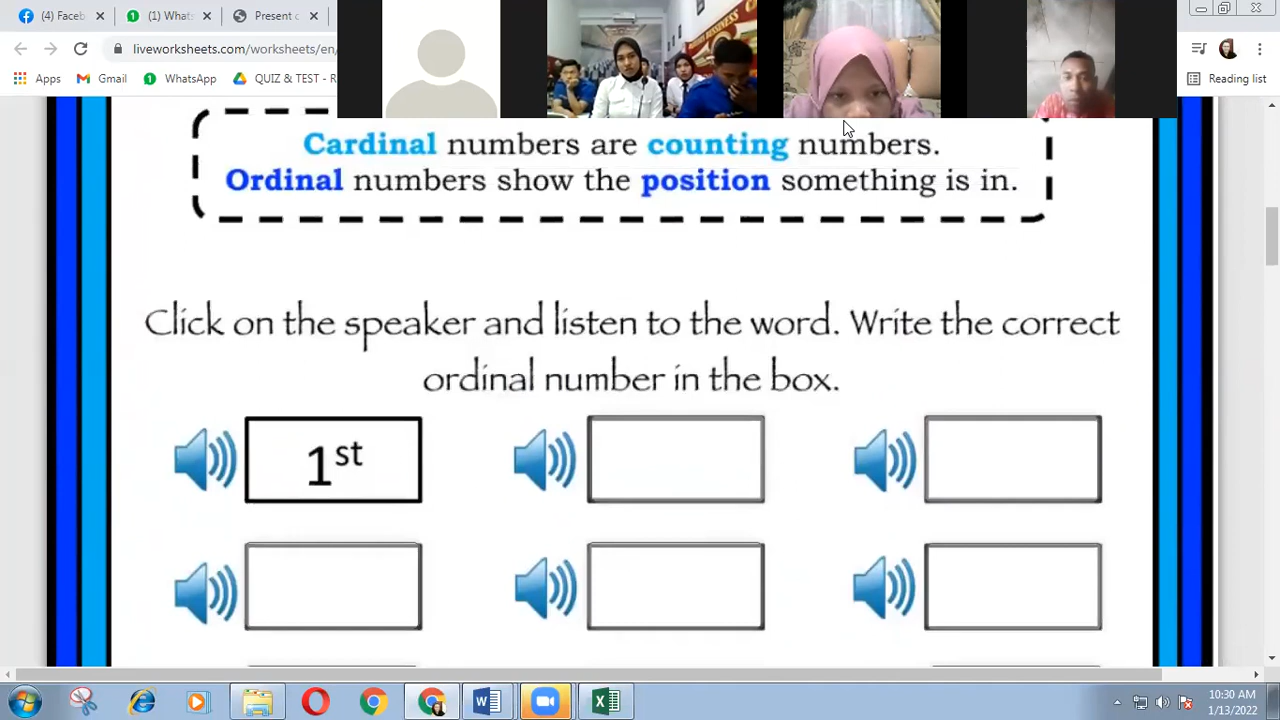 (4) Faceb
(1) WhatsApp
Present c
liveworksheets.com/worksheets/en/
Apps
Gmail
WhatsApp
QUIZ & TEST - R
Reading list
Cardinal numbers are counting numbers.
Ordinal numbers show the position something is in.
Click on the speaker and listen to the word. Write the correct
ordinal number in the box.
1st
10:30 AM
1/13/2022